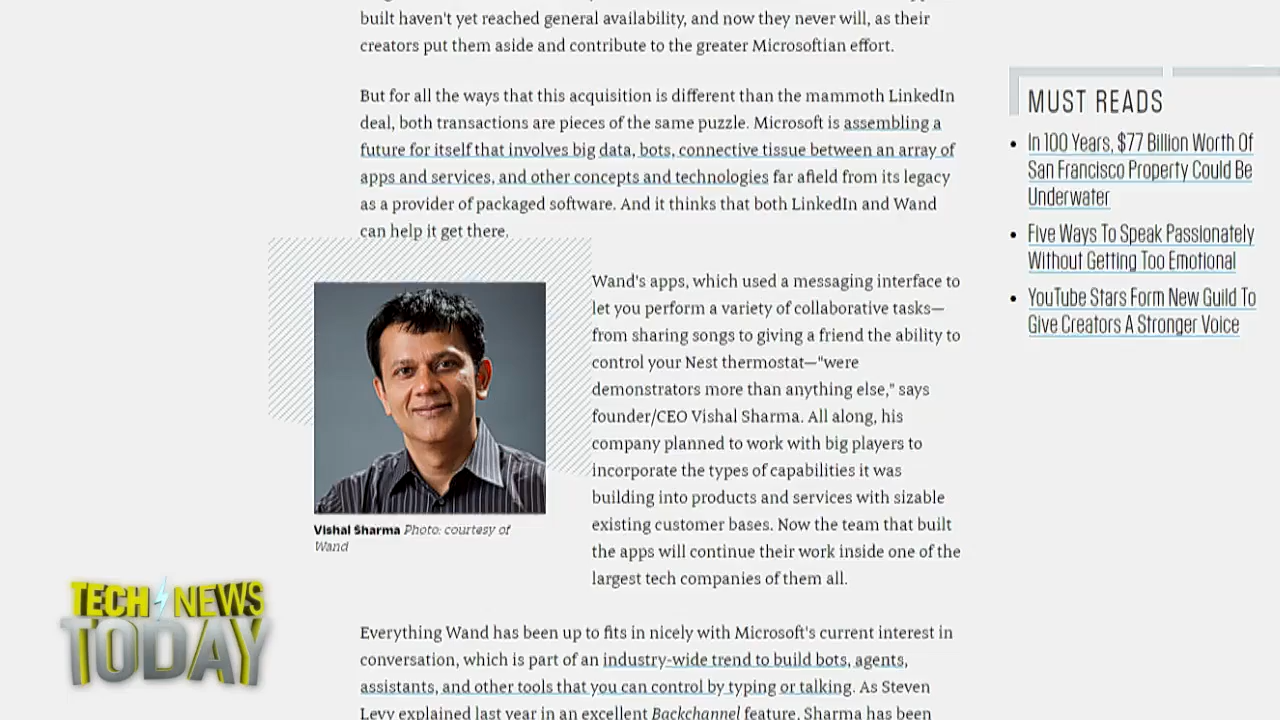 built haven't yet reached general availability, and now they never will, as their
creators put them aside and contribute to the greater Microsoftian effort.
But for all the ways that this acquisition is different than the mammoth LinkedIn
deal, both transactions are pieces of the same puzzle. Microsoft is assembling a
future for itself that involves big data, bots, connective tissue between an array of
apps and services, and other concepts and technologies far afield from its legacy
as a provider of packaged software. And it thinks that both LinkedIn and Wand
can help it get there.
Wand's apps, which used a messaging interface to
let you perform a variety of collaborative tasks—
from sharing songs to giving a friend the ability to
control your Nest thermostat—"were
demonstrators more than anything else," says
founder/CEO Vishal Sharma. All along, his
company planned to work with big players to
incorporate the types of capabilities it was
building into products and services with sizable
existing customer bases. Now the team that built
the apps will continue their work inside one of the
largest tech companies of them all.
Vishal Sharma Photo: courtesy of
Wand
Everything Wand has been up to fits in nicely with Microsoft's current interest in
conversation, which is part of an industry-wide trend to build bots, agents,
assistants, and other tools that you can control by typing or talking. As Steven
Levy explained last year in an excellent Backchannel feature, Sharma has been
MUST READS
• In 100 Years, $77 Billion Worth Of
San Francisco Property Could Be
Underwater
• Five Ways To Speak Passionately
Without Getting Too Emotional
• YouTube Stars Form New Guild To
Give Creators A Stronger Voice
TECH NEWS
TODAY